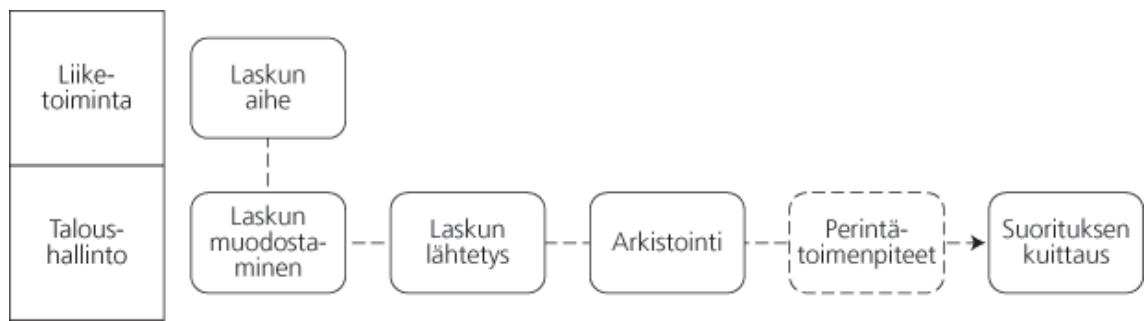 Liike-
toiminta
Laskun
aihe
Talous-
hallinto
Laskun
muodosta-
minen
Laskun
lähtetys
Arkistointi
Perintä-
toimenpiteet
Suorituksen
kuittaus